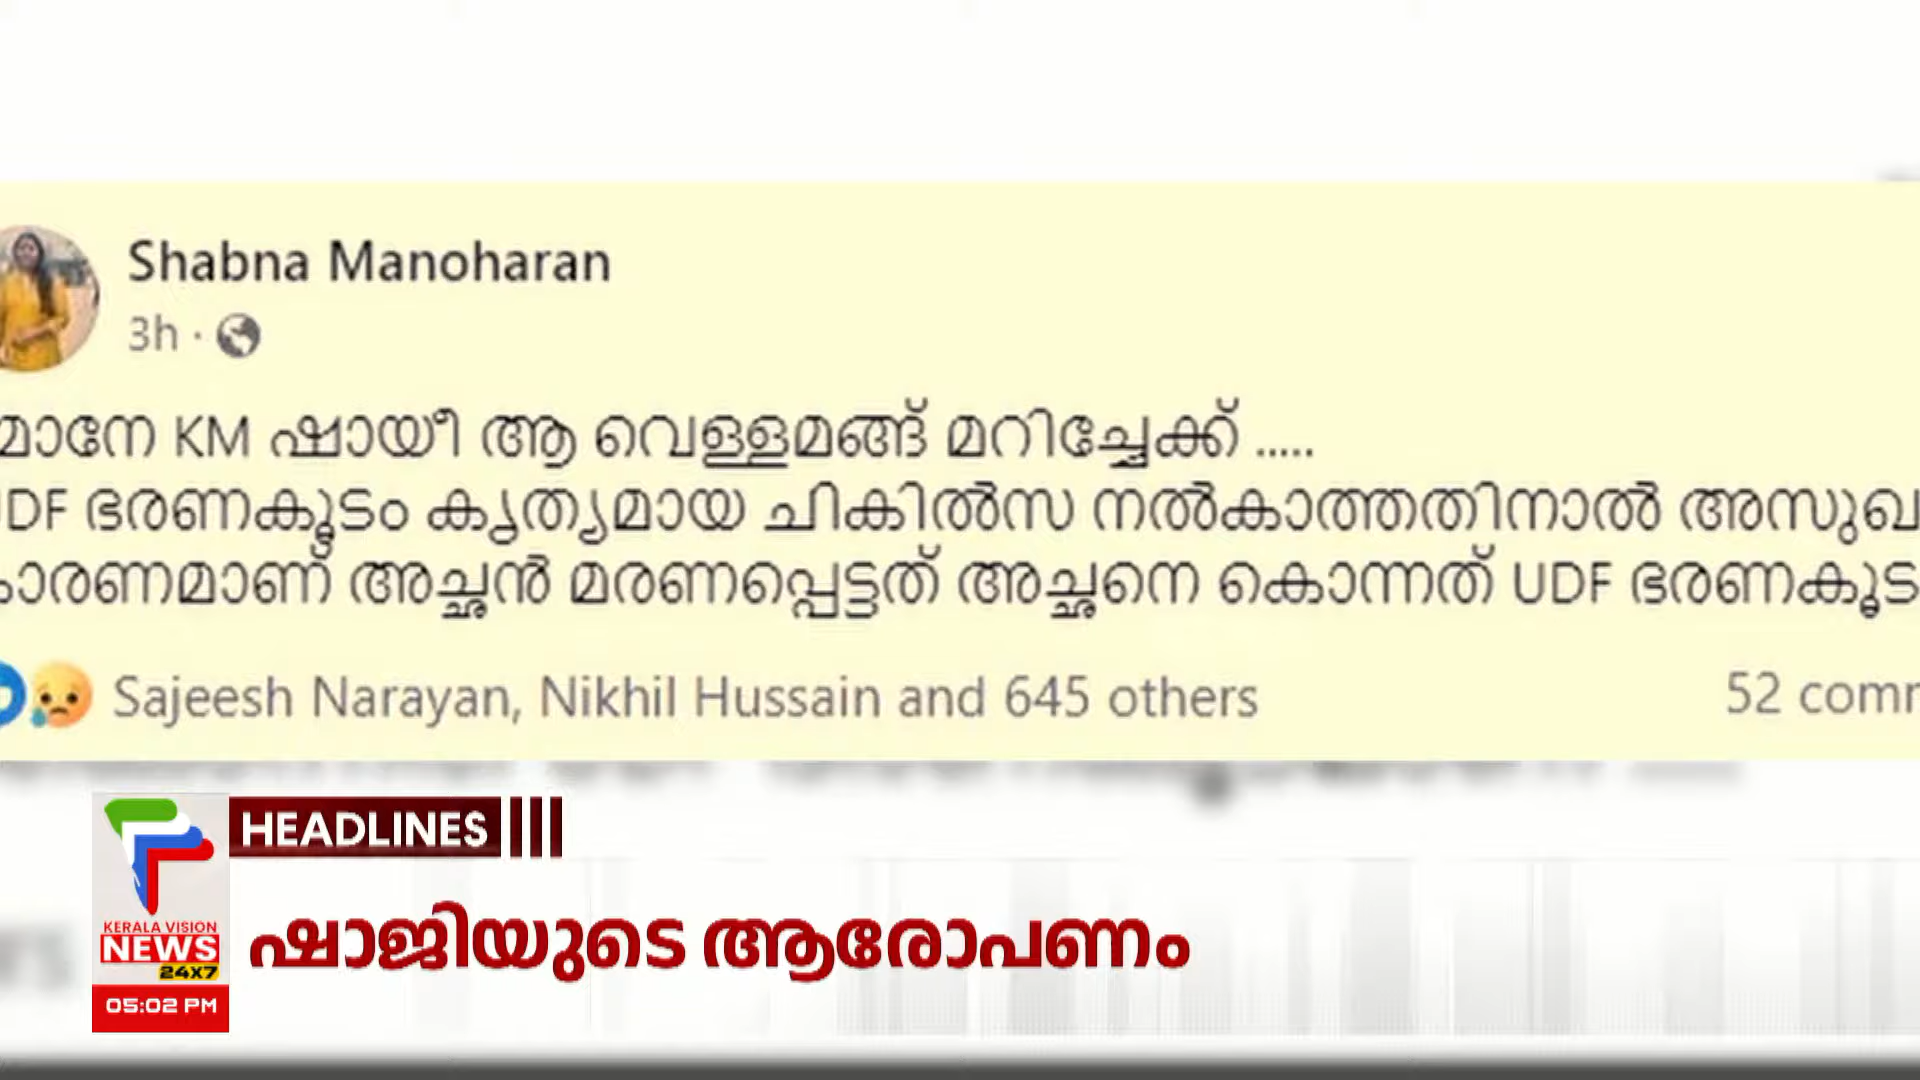 Shabna Manoharan
3h ·
മാനേ KM ഷായീ ആ വെള്ളമങ്ങ് മറിച്ചേക്ക് .....
UDF ഭരണകൂടം കൃത്യമായ ചികിൽസ നൽകാത്തതിനാൽ അസുഖ
കാരണമാണ് അച്ഛൻ മരണപ്പെട്ടത് അച്ഛനെ കൊന്നത് UDF ഭരണകൂട
Sajeesh Narayan, Nikhil Hussain and 645 others
52 comm
HEADLINES
KERALA VISION
NEWS
24X7
ഷാജിയുടെ ആരോപണം
05:02 PM